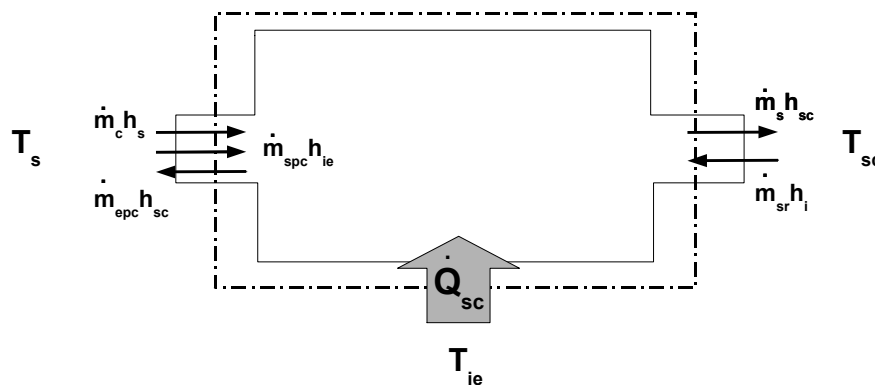 ṁ_c h_s
T_s
ṁ_spc h_ie
ṁ_epc h_sc
ṁ_s h_sc
T_sc
ṁ_sr h_i
Q̇_sc
T_ie